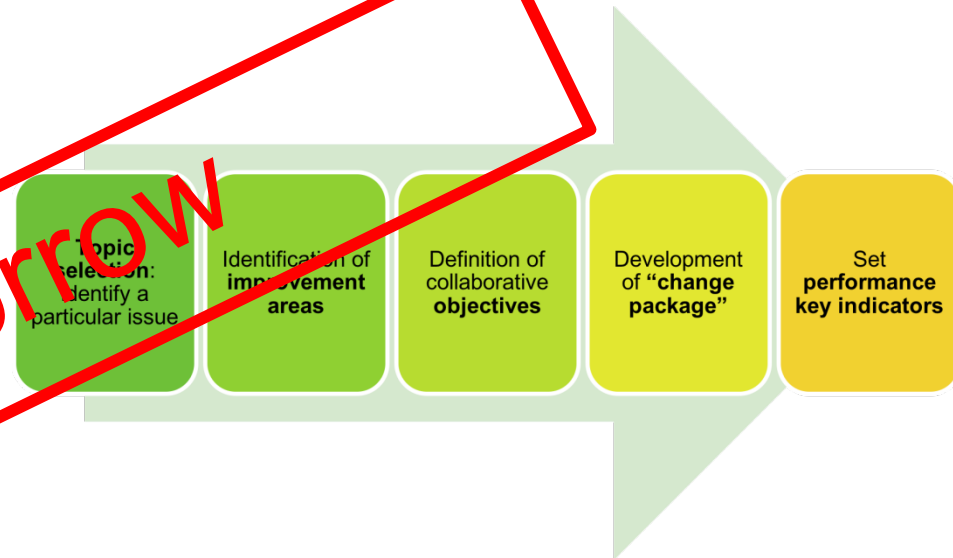 Topic
selection:
Identify a
particular issue
Identification of
improvement
areas
Definition of
collaborative
objectives
Development
of “change
package”
Set
performance
key indicators